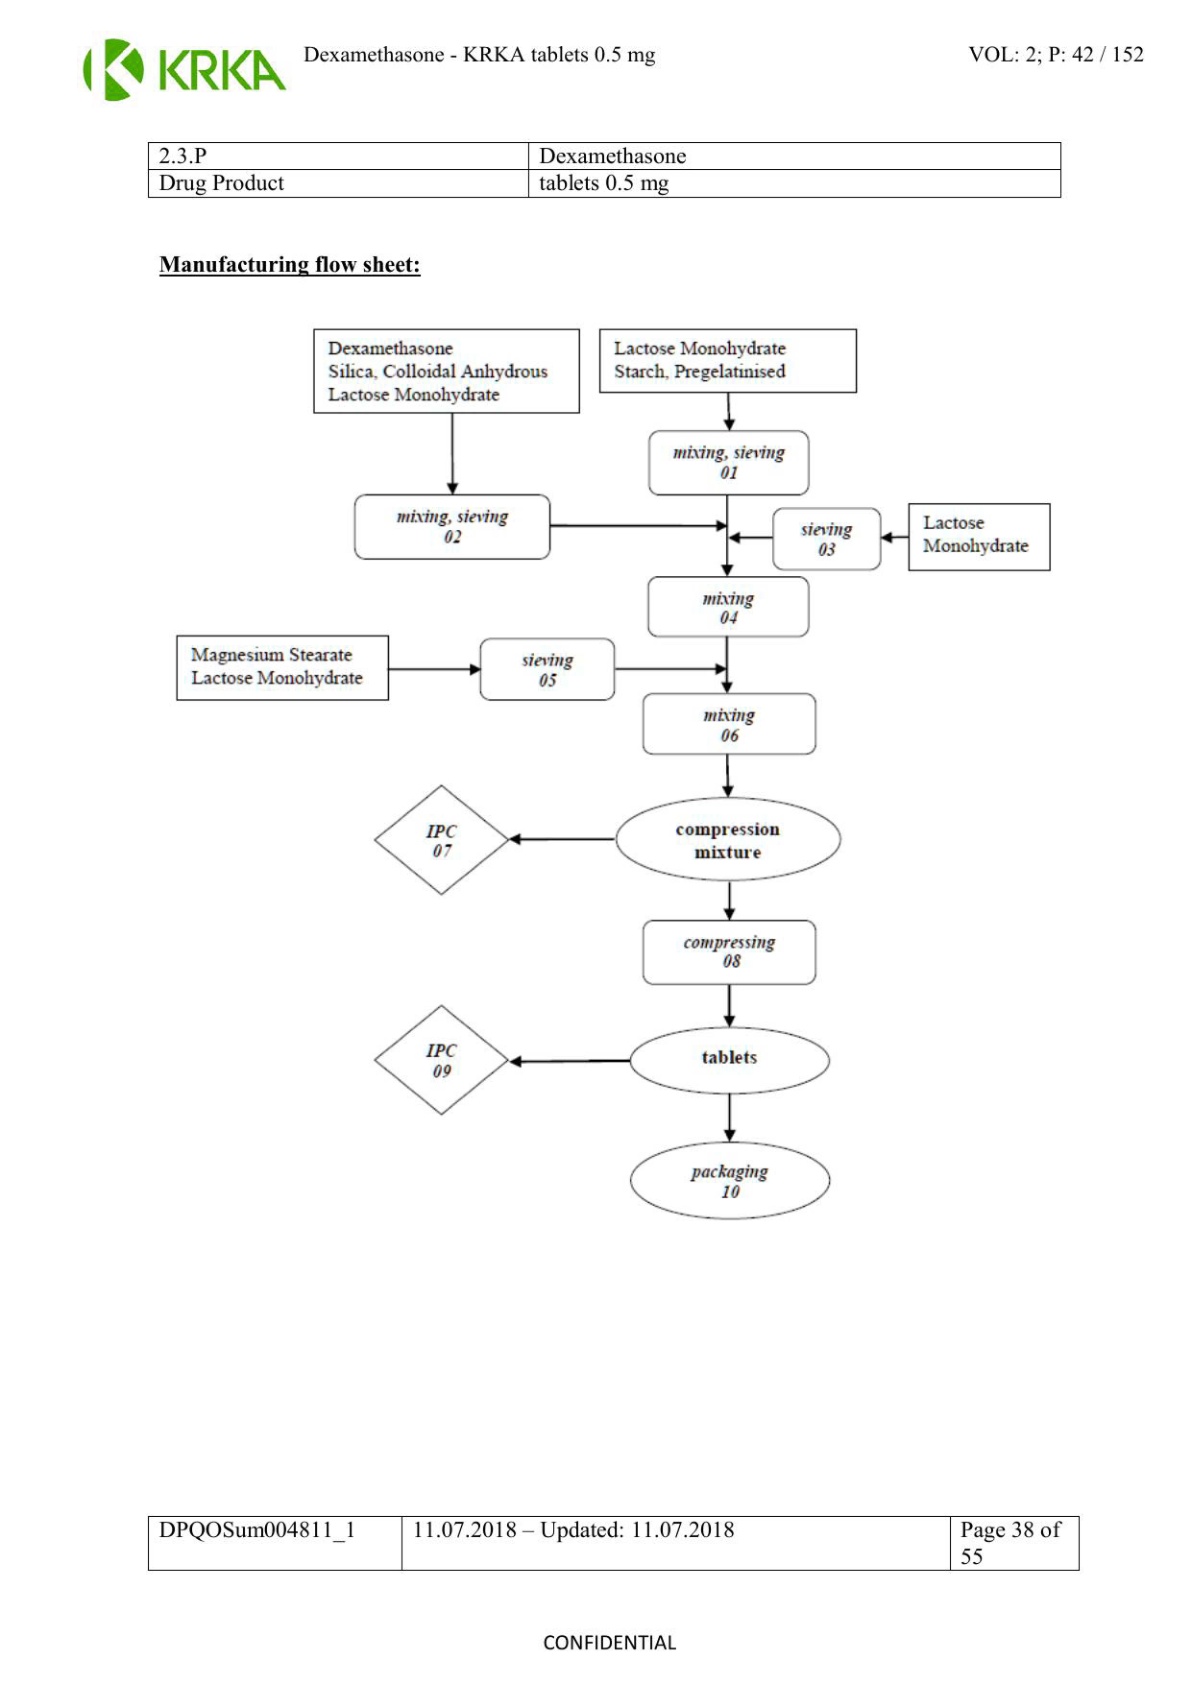 KRKA
Dexamethasone - KRKA tablets 0.5 mg
VOL: 2; P: 42 / 152
2.3.P
Dexamethasone
Drug Product
tablets 0.5 mg
Manufacturing flow sheet:
Dexamethasone
Silica, Colloidal Anhydrous
Lactose Monohydrate
Lactose Monohydrate
Starch, Pregelatinised
mixing, sieving
01
mixing, sieving
02
sieving
03
Lactose
Monohydrate
mixing
04
Magnesium Stearate
Lactose Monohydrate
sieving
05
mixing
06
IPC
07
compression
mixture
compressing
08
IPC
09
tablets
packaging
10
DPQOSum004811_1
11.07.2018 – Updated: 11.07.2018
Page 38 of
55
CONFIDENTIAL